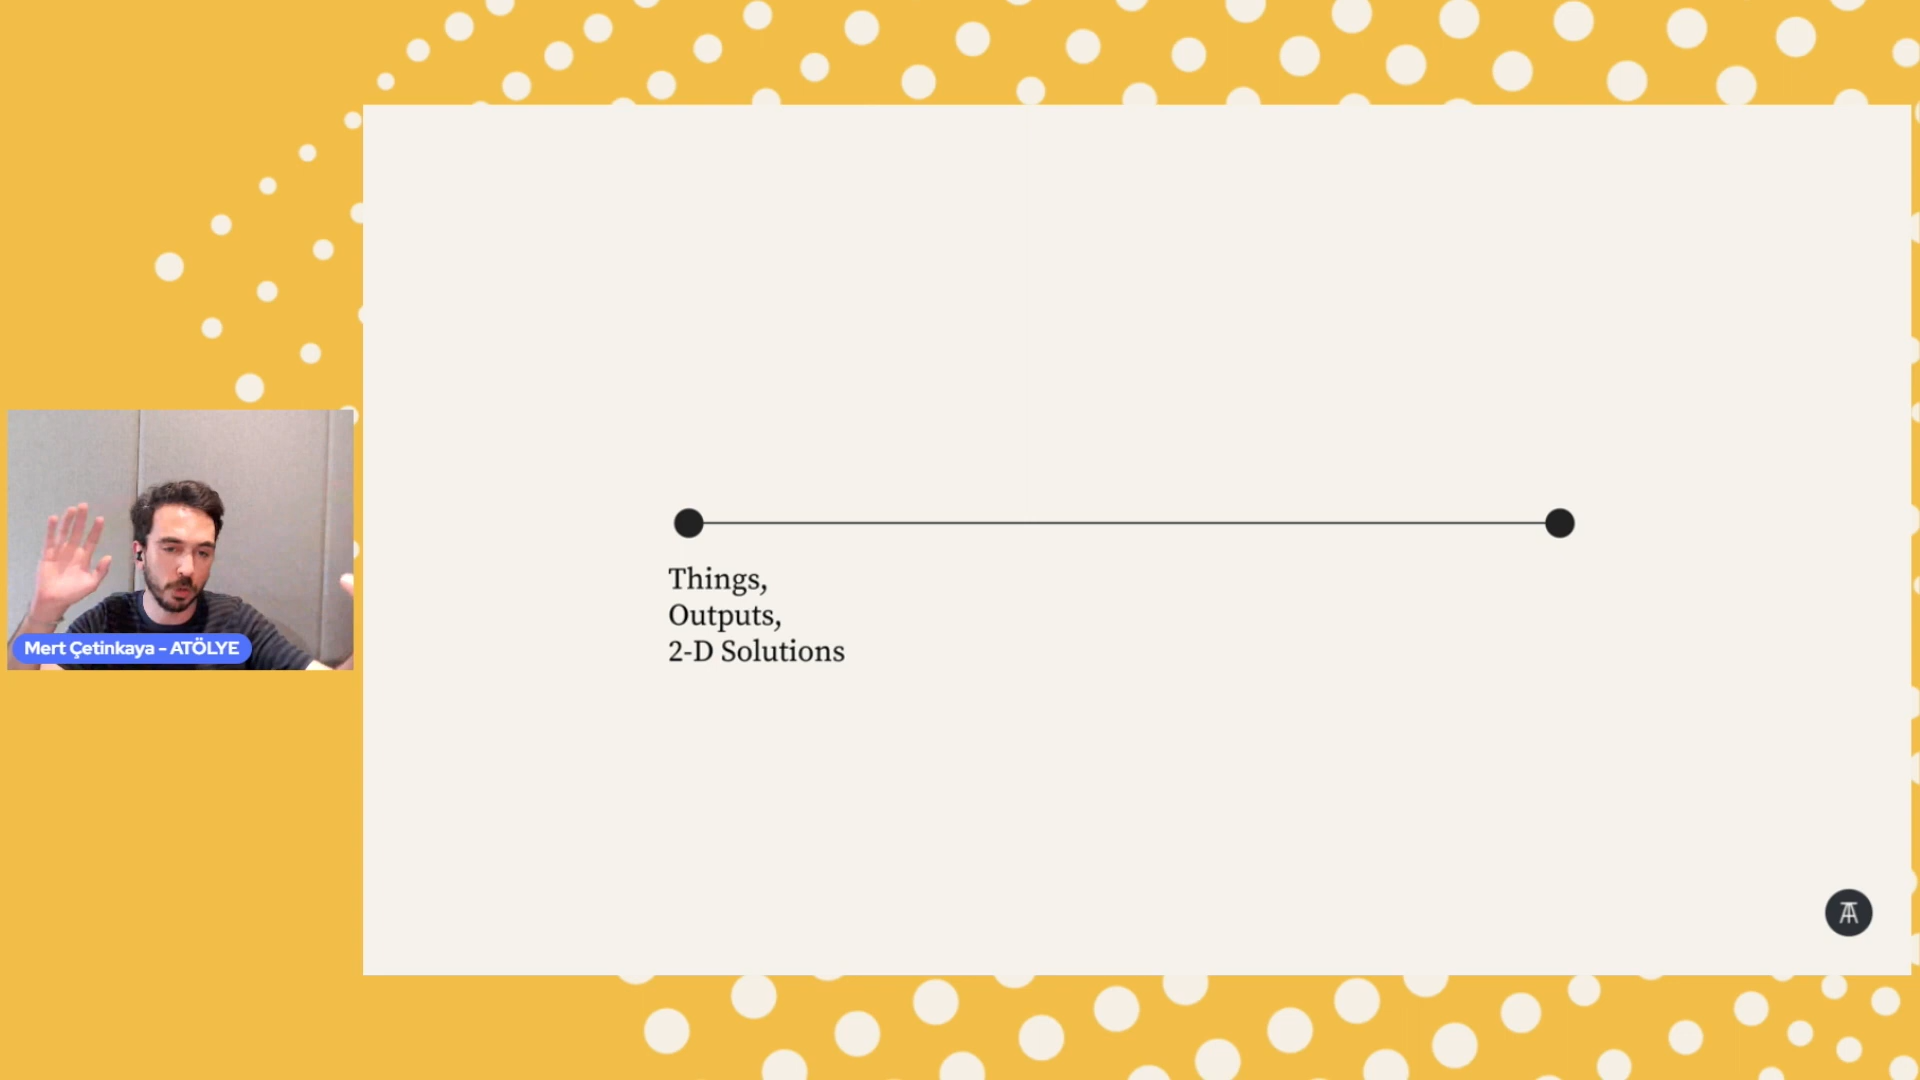 Things,
Outputs,
2-D Solutions
Mert Çetinkaya - ATÖLYE